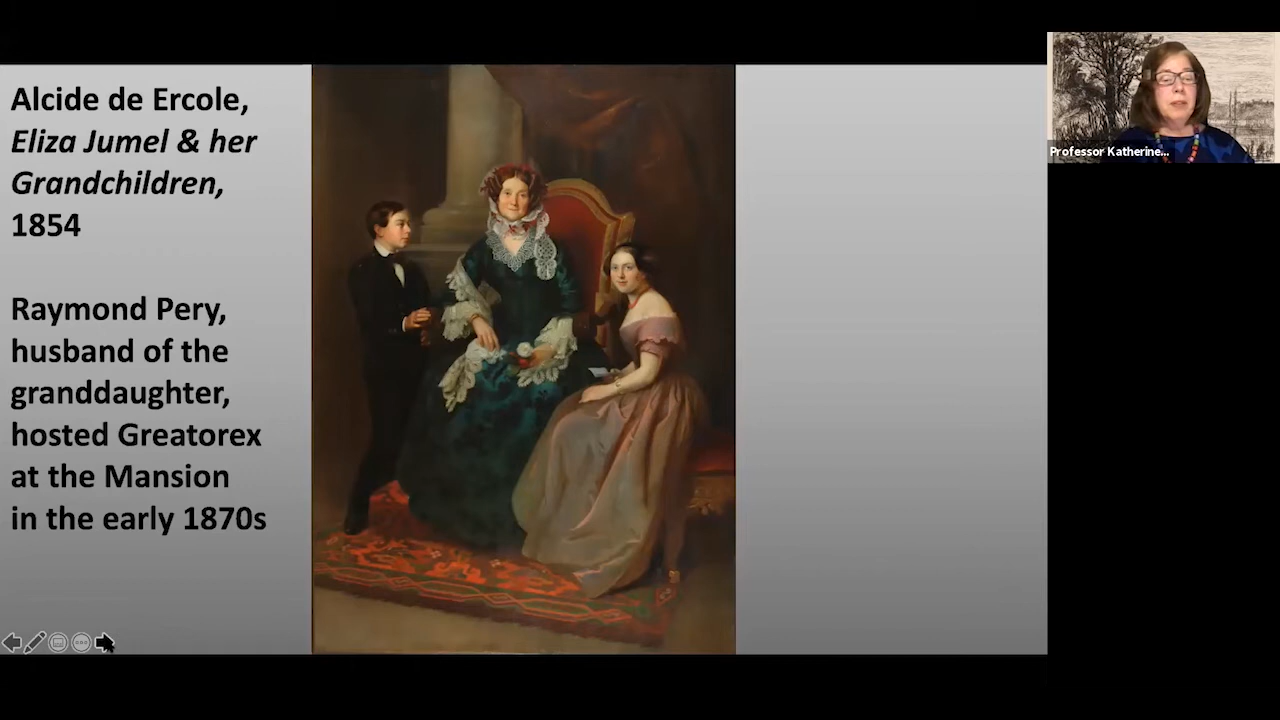 Alcide de Ercole,
Eliza Jumel & her
Grandchildren,
1854
Raymond Pery,
husband of the
granddaughter,
hosted Greatorex
at the Mansion
in the early 1870s
Professor Katherine...